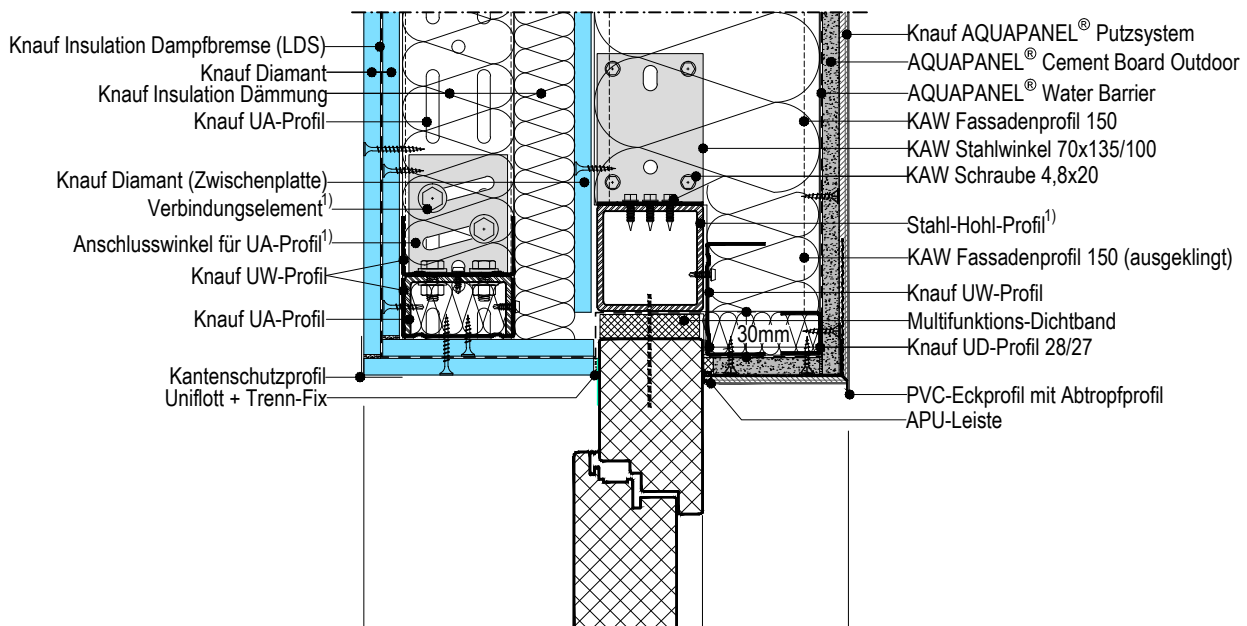 Knauf Insulation Dampfbremse (LDS)
Knauf Diamant
Knauf Insulation Dämmung
Knauf UA-Profil
Knauf Diamant (Zwischenplatte)
Verbindungselement¹⁾
Anschlusswinkel für UA-Profil¹⁾
Knauf UW-Profil
Knauf UA-Profil
Kantenschutzprofil
Uniflott + Trenn-Fix
30mm
Knauf AQUAPANEL® Putzsystem
AQUAPANEL® Cement Board Outdoor
AQUAPANEL® Water Barrier
KAW Fassadenprofil 150
KAW Stahlwinkel 70x135/100
KAW Schraube 4,8x20
Stahl-Hohl-Profil¹⁾
KAW Fassadenprofil 150 (ausgeklingt)
Knauf UW-Profil
Multifunktions-Dichtband
Knauf UD-Profil 28/27
PVC-Eckprofil mit Abtropfprofil
APU-Leiste